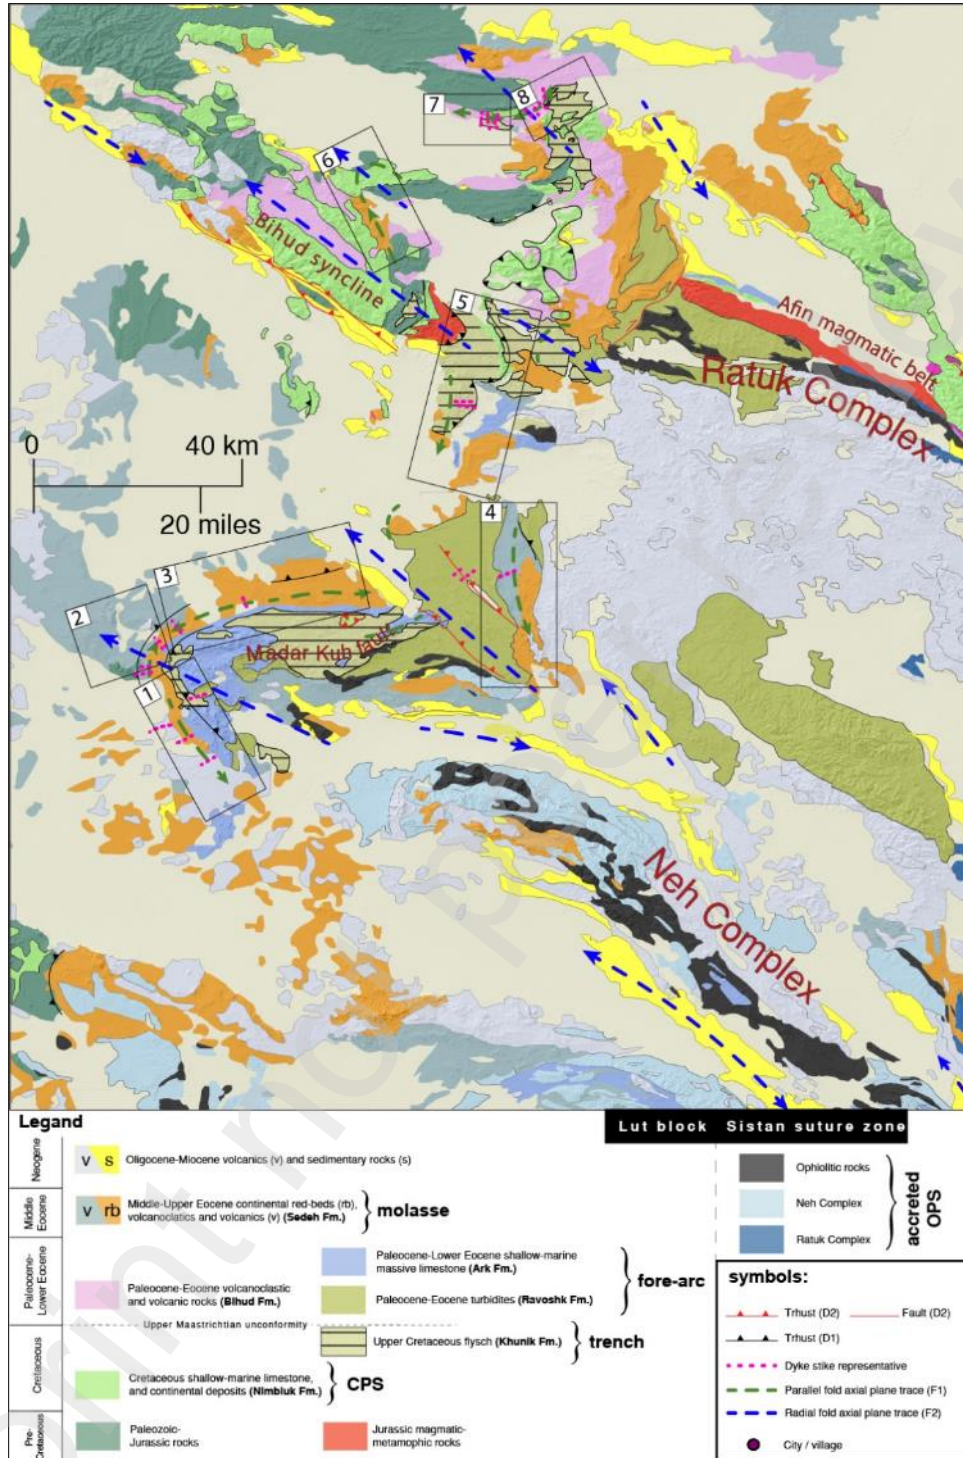 7
8
6
Bihud syncline
5
Afin magmatic belt
Ratuk Complex
0 40 km
20 miles
4
3
2
Madar Kuh fault
1
Neh Complex
Legand
Lut block Sistan suture zone
Neogene
v s Oligocene-Miocene volcanics (v) and sedimentary rocks (s)
Middle
Eocene
v rb Middle-Upper Eocene continental red-beds (rb),
volcanoclatics and volcanics (v) (Sedeh Fm.)
molasse
Paleocene-
Lower Eocene
Paleocene-Lower Eocene shallow-marine
massive limestone (Ark Fm.)
Paleocene-Eocene volcanoclastic
and volcanic rocks (Bihud Fm.)
Paleocene-Eocene turbidites (Ravoshk Fm.)
fore-arc
Upper Maastrichtian unconformity
Cretaceous
Upper Cretaceous flysch (Khunik Fm.)
trench
Cretaceous shallow-marine limestone,
and continental deposits (Nimbluk Fm.)
CPS
Pre-
Cretaceous
Paleozoic-
Jurassic rocks
Jurassic magmatic-
metamophic rocks
Ophiolitic rocks
Neh Complex
Ratuk Complex
accreted
OPS
symbols:
Trhust (D2) Fault (D2)
Trhust (D1)
Dyke stike representative
Parallel fold axial plane trace (F1)
Radial fold axial plane trace (F2)
City / village